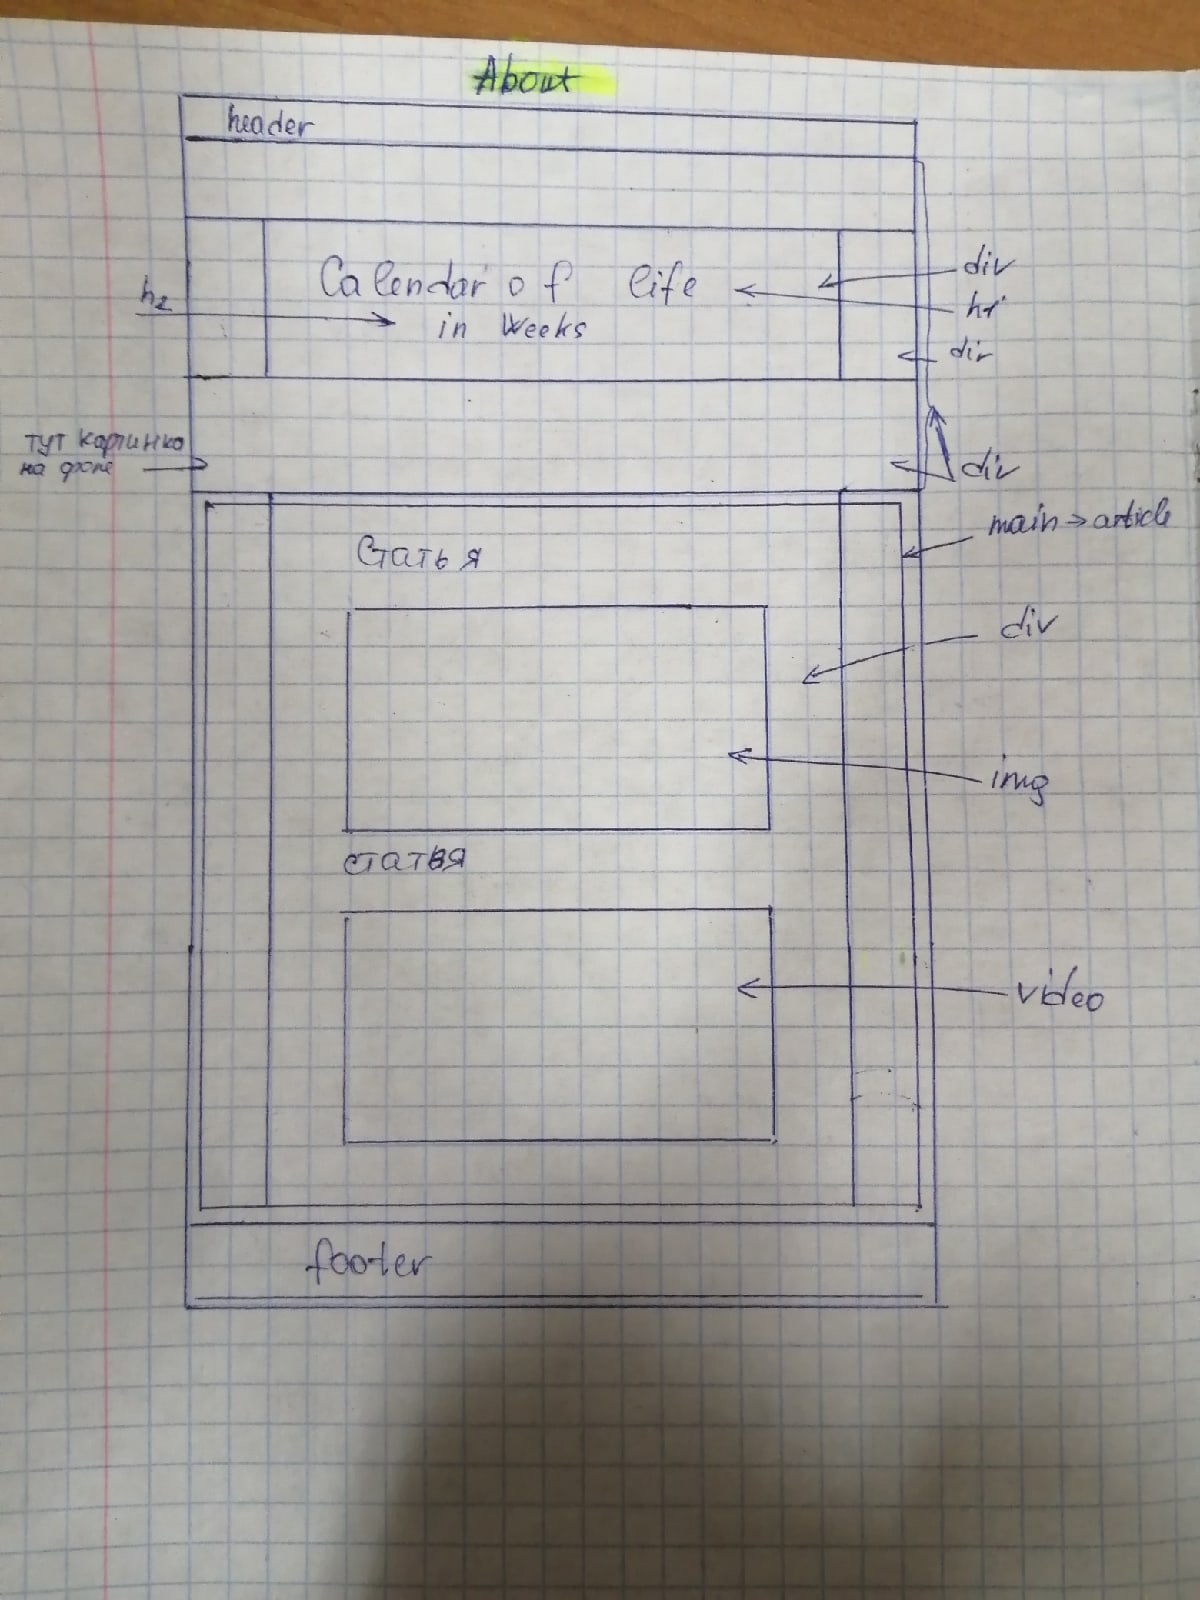 About
header
Calendar of life
in Weeks
h2
div
h1
div
тут картинка
на фоне
div
main → article
Статья
div
img
статья
video
footer